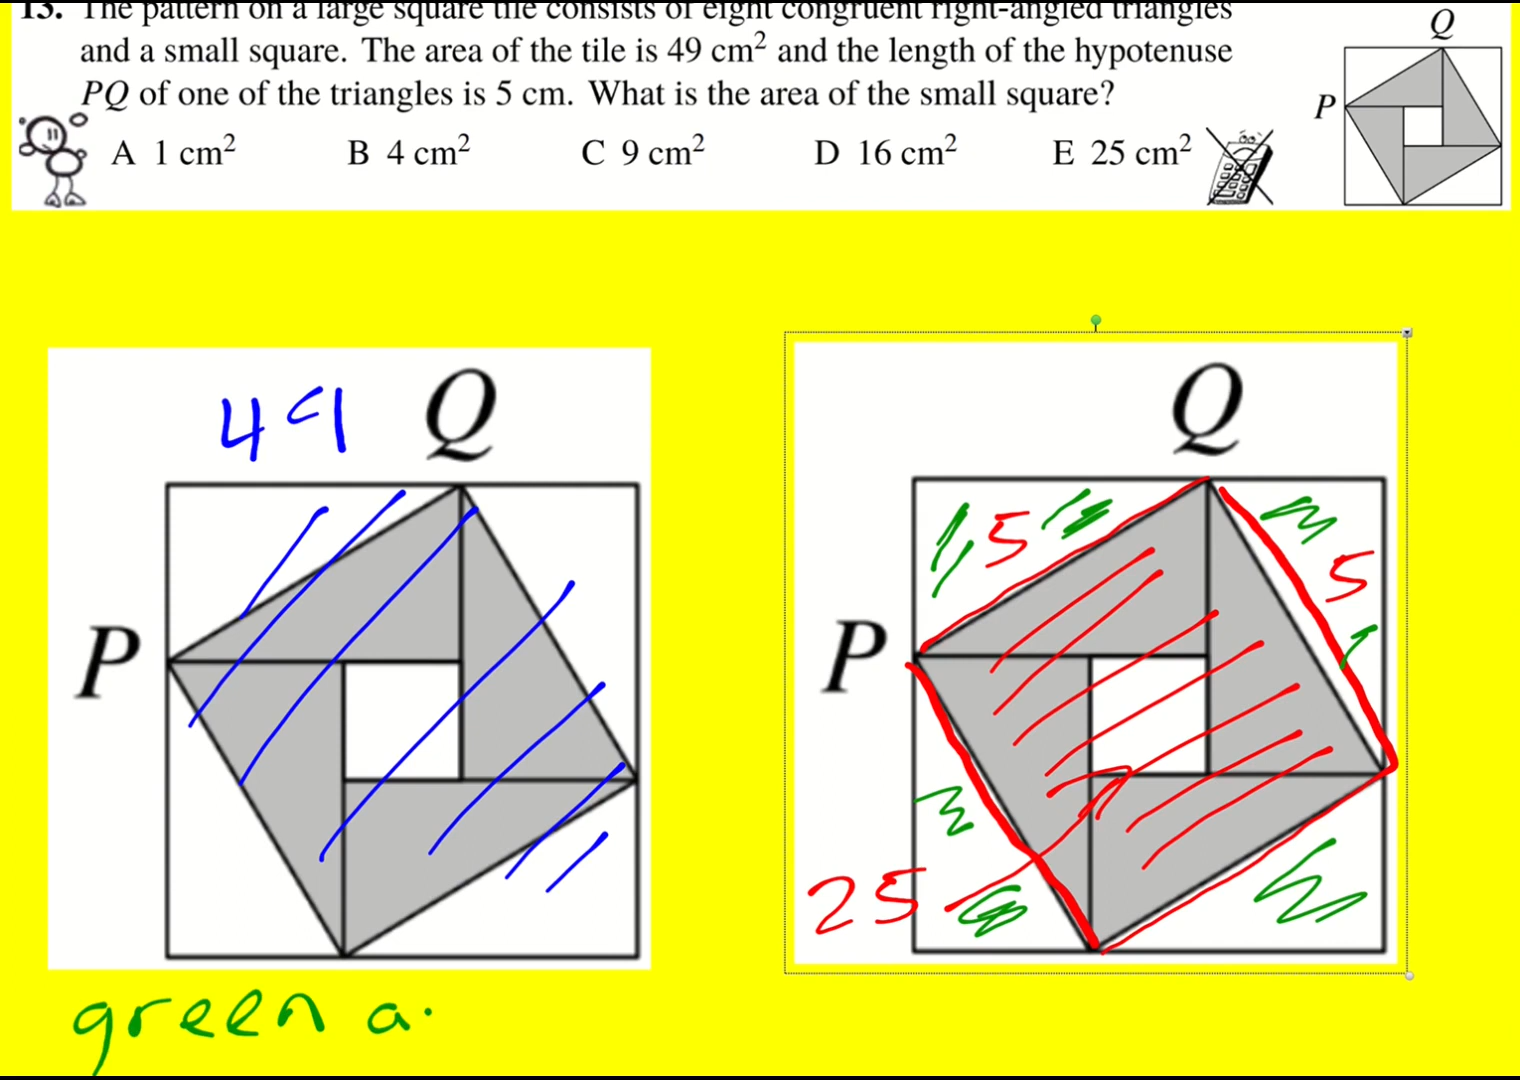 13. The pattern on a large square tile consists of eight congruent right-angled triangles
and a small square. The area of the tile is 49 cm² and the length of the hypotenuse
PQ of one of the triangles is 5 cm. What is the area of the small square?
A 1 cm² B 4 cm² C 9 cm² D 16 cm² E 25 cm²
Q
P
49 Q
P
Q
5
5
P
25
green a.